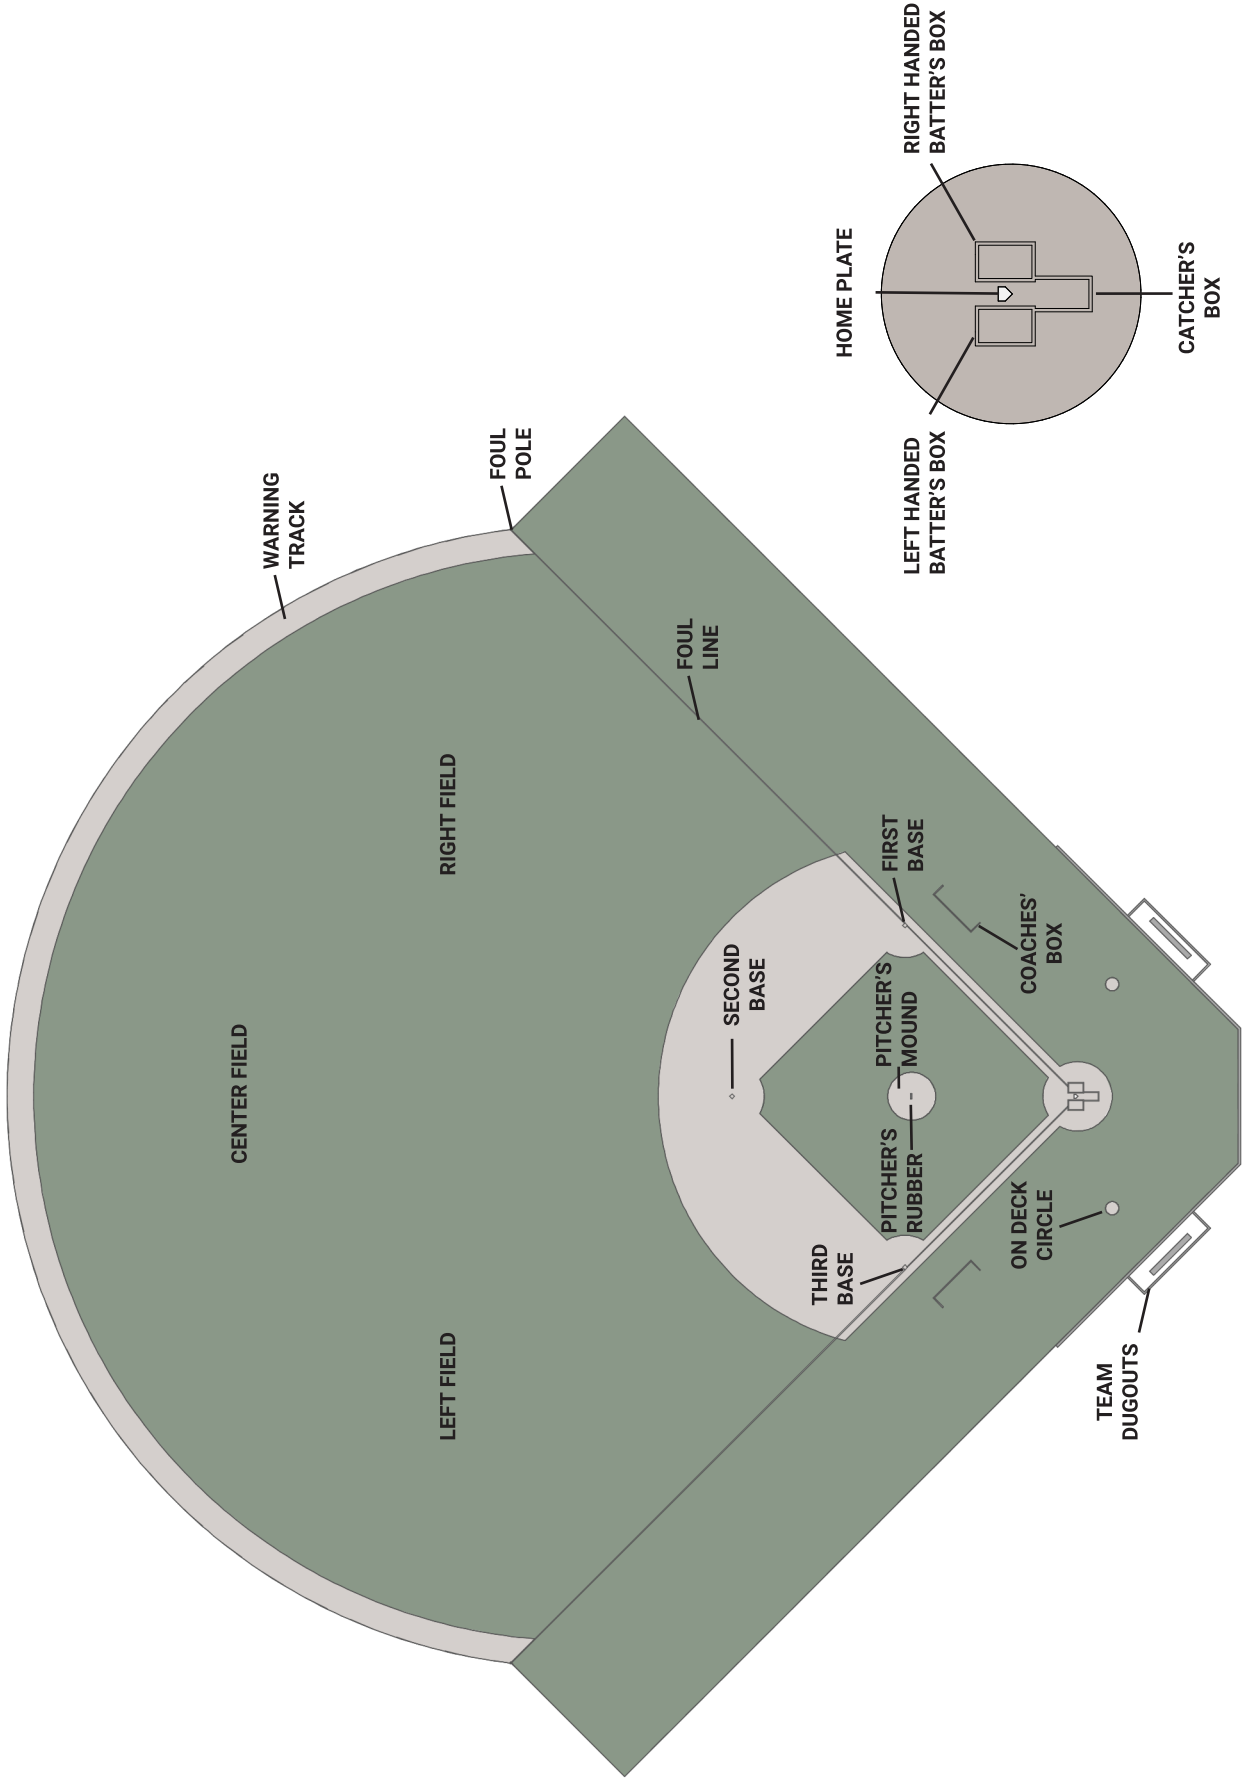 CENTER FIELD
WARNING
TRACK
LEFT FIELD
RIGHT FIELD
FOUL
POLE
FOUL
LINE
SECOND
BASE
THIRD
BASE
PITCHER'S
RUBBER
PITCHER'S
MOUND
FIRST
BASE
ON DECK
CIRCLE
COACHES'
BOX
TEAM
DUGOUTS
HOME PLATE
LEFT HANDED
BATTER'S BOX
RIGHT HANDED
BATTER'S BOX
CATCHER'S
BOX